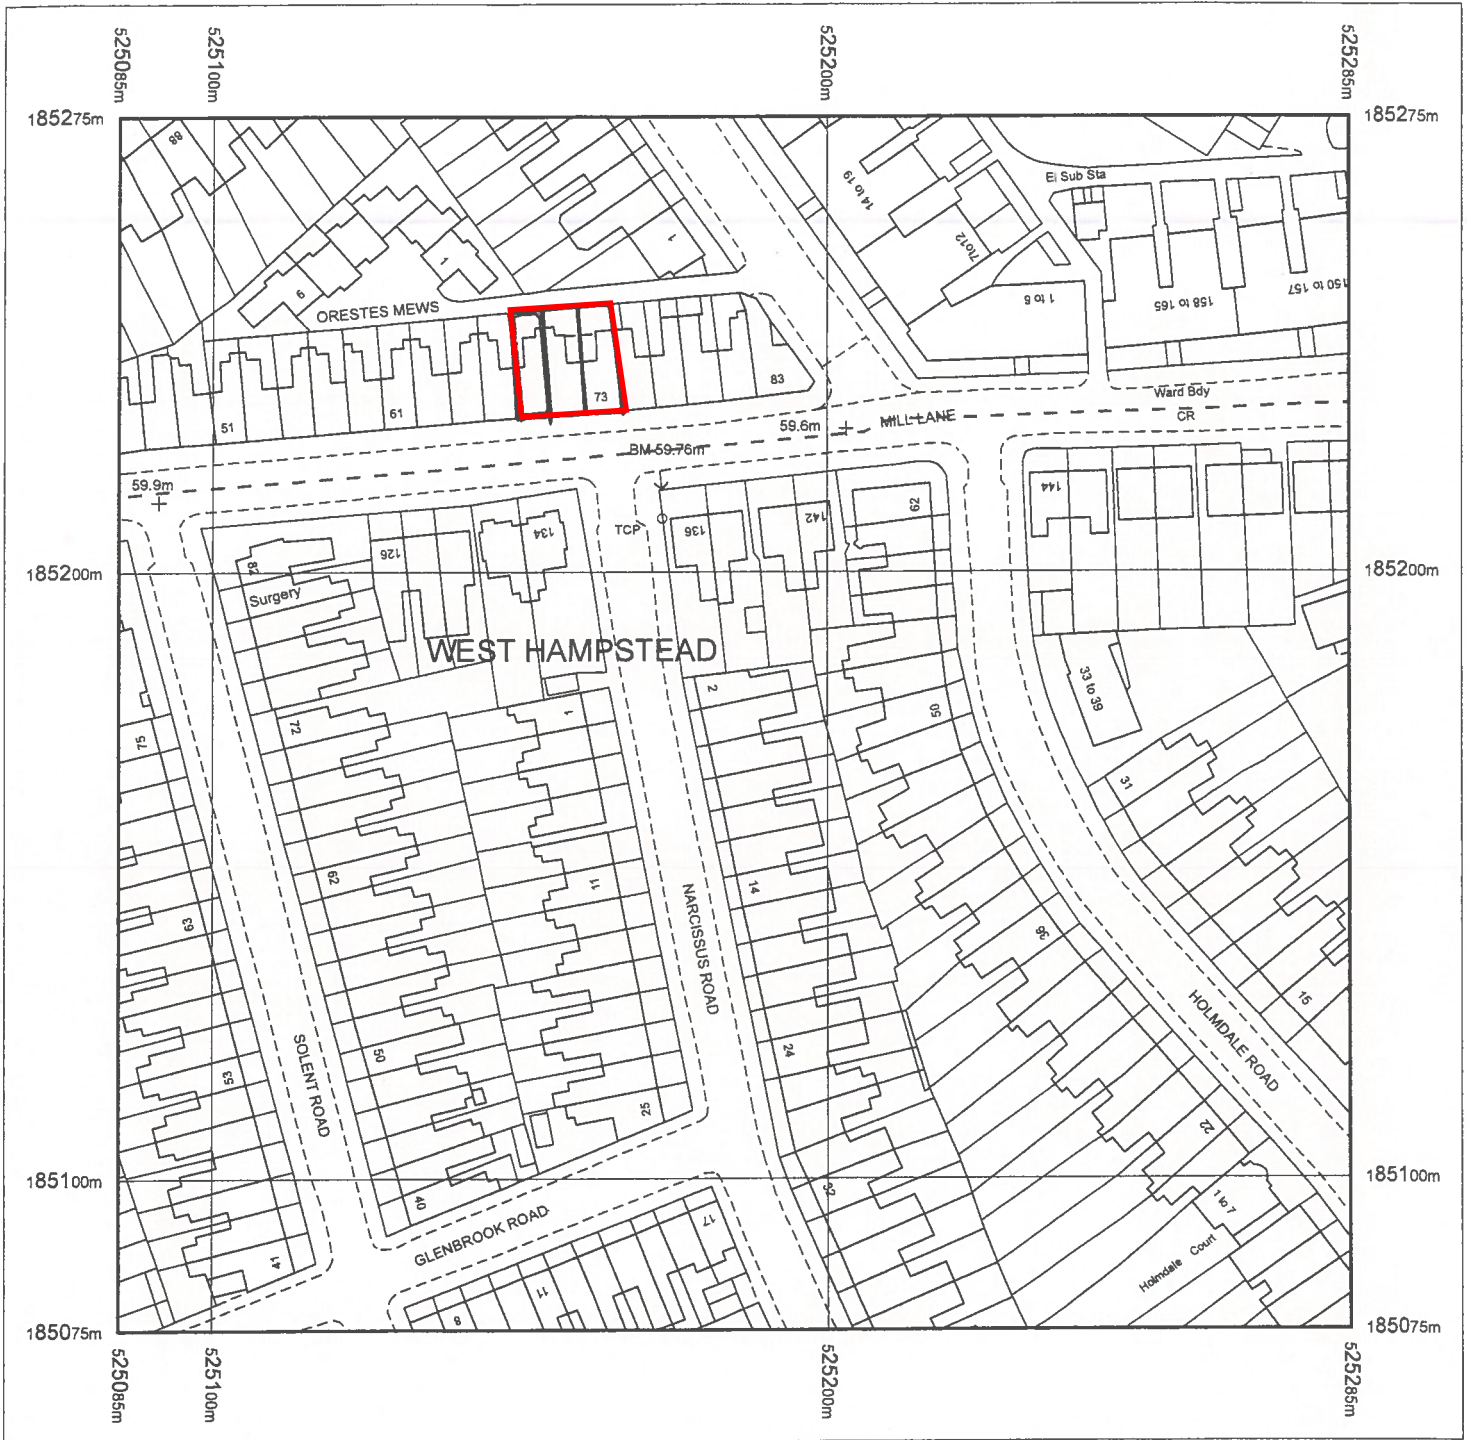 525085m
525100m
525200m
525285m
185275m
185275m
88
14 to 19
El Sub Sta
7to12
1
1
6
1 to 6
158 to 165
150 to 157
ORESTES MEWS
83
73
61
51
Ward Bdy
CR
MILL LANE
59.6m
BM 59.76m
59.9m
144
62
142
136
TCP
134
126
82
Surgery
185200m
185200m
WEST HAMPSTEAD
33 to 39
2
1
50
72
75
31
62
11
14
NARCISSUS ROAD
63
36
15
HOLMDALE ROAD
SOLENT ROAD
50
24
53
25
22
185100m
185100m
40
32
1 to 7
GLENBROOK ROAD
17
Holmdale Court
41
11
8
185075m
185075m
525085m
525100m
525200m
525285m